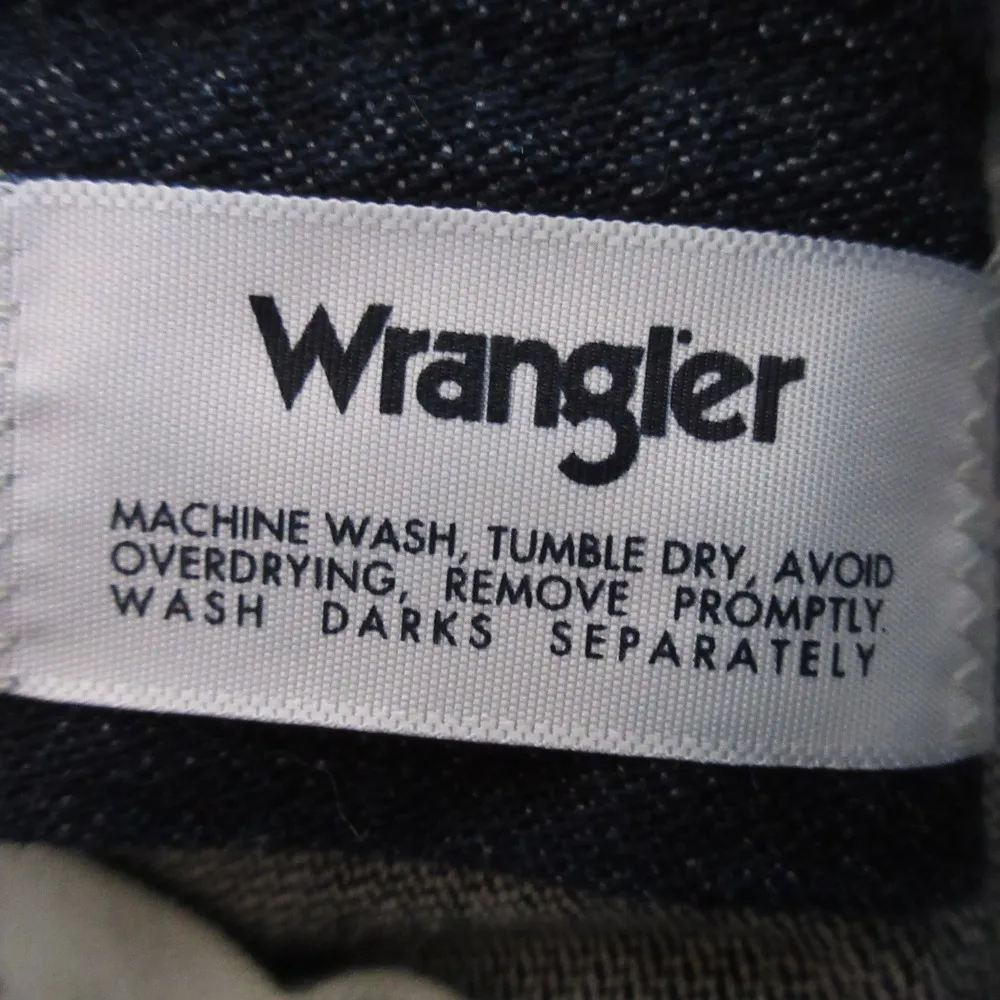 Wrangler
MACHINE WASH, TUMBLE DRY, AVOID
OVERDRYING, REMOVE PROMPTLY.
WASH DARKS SEPARATELY